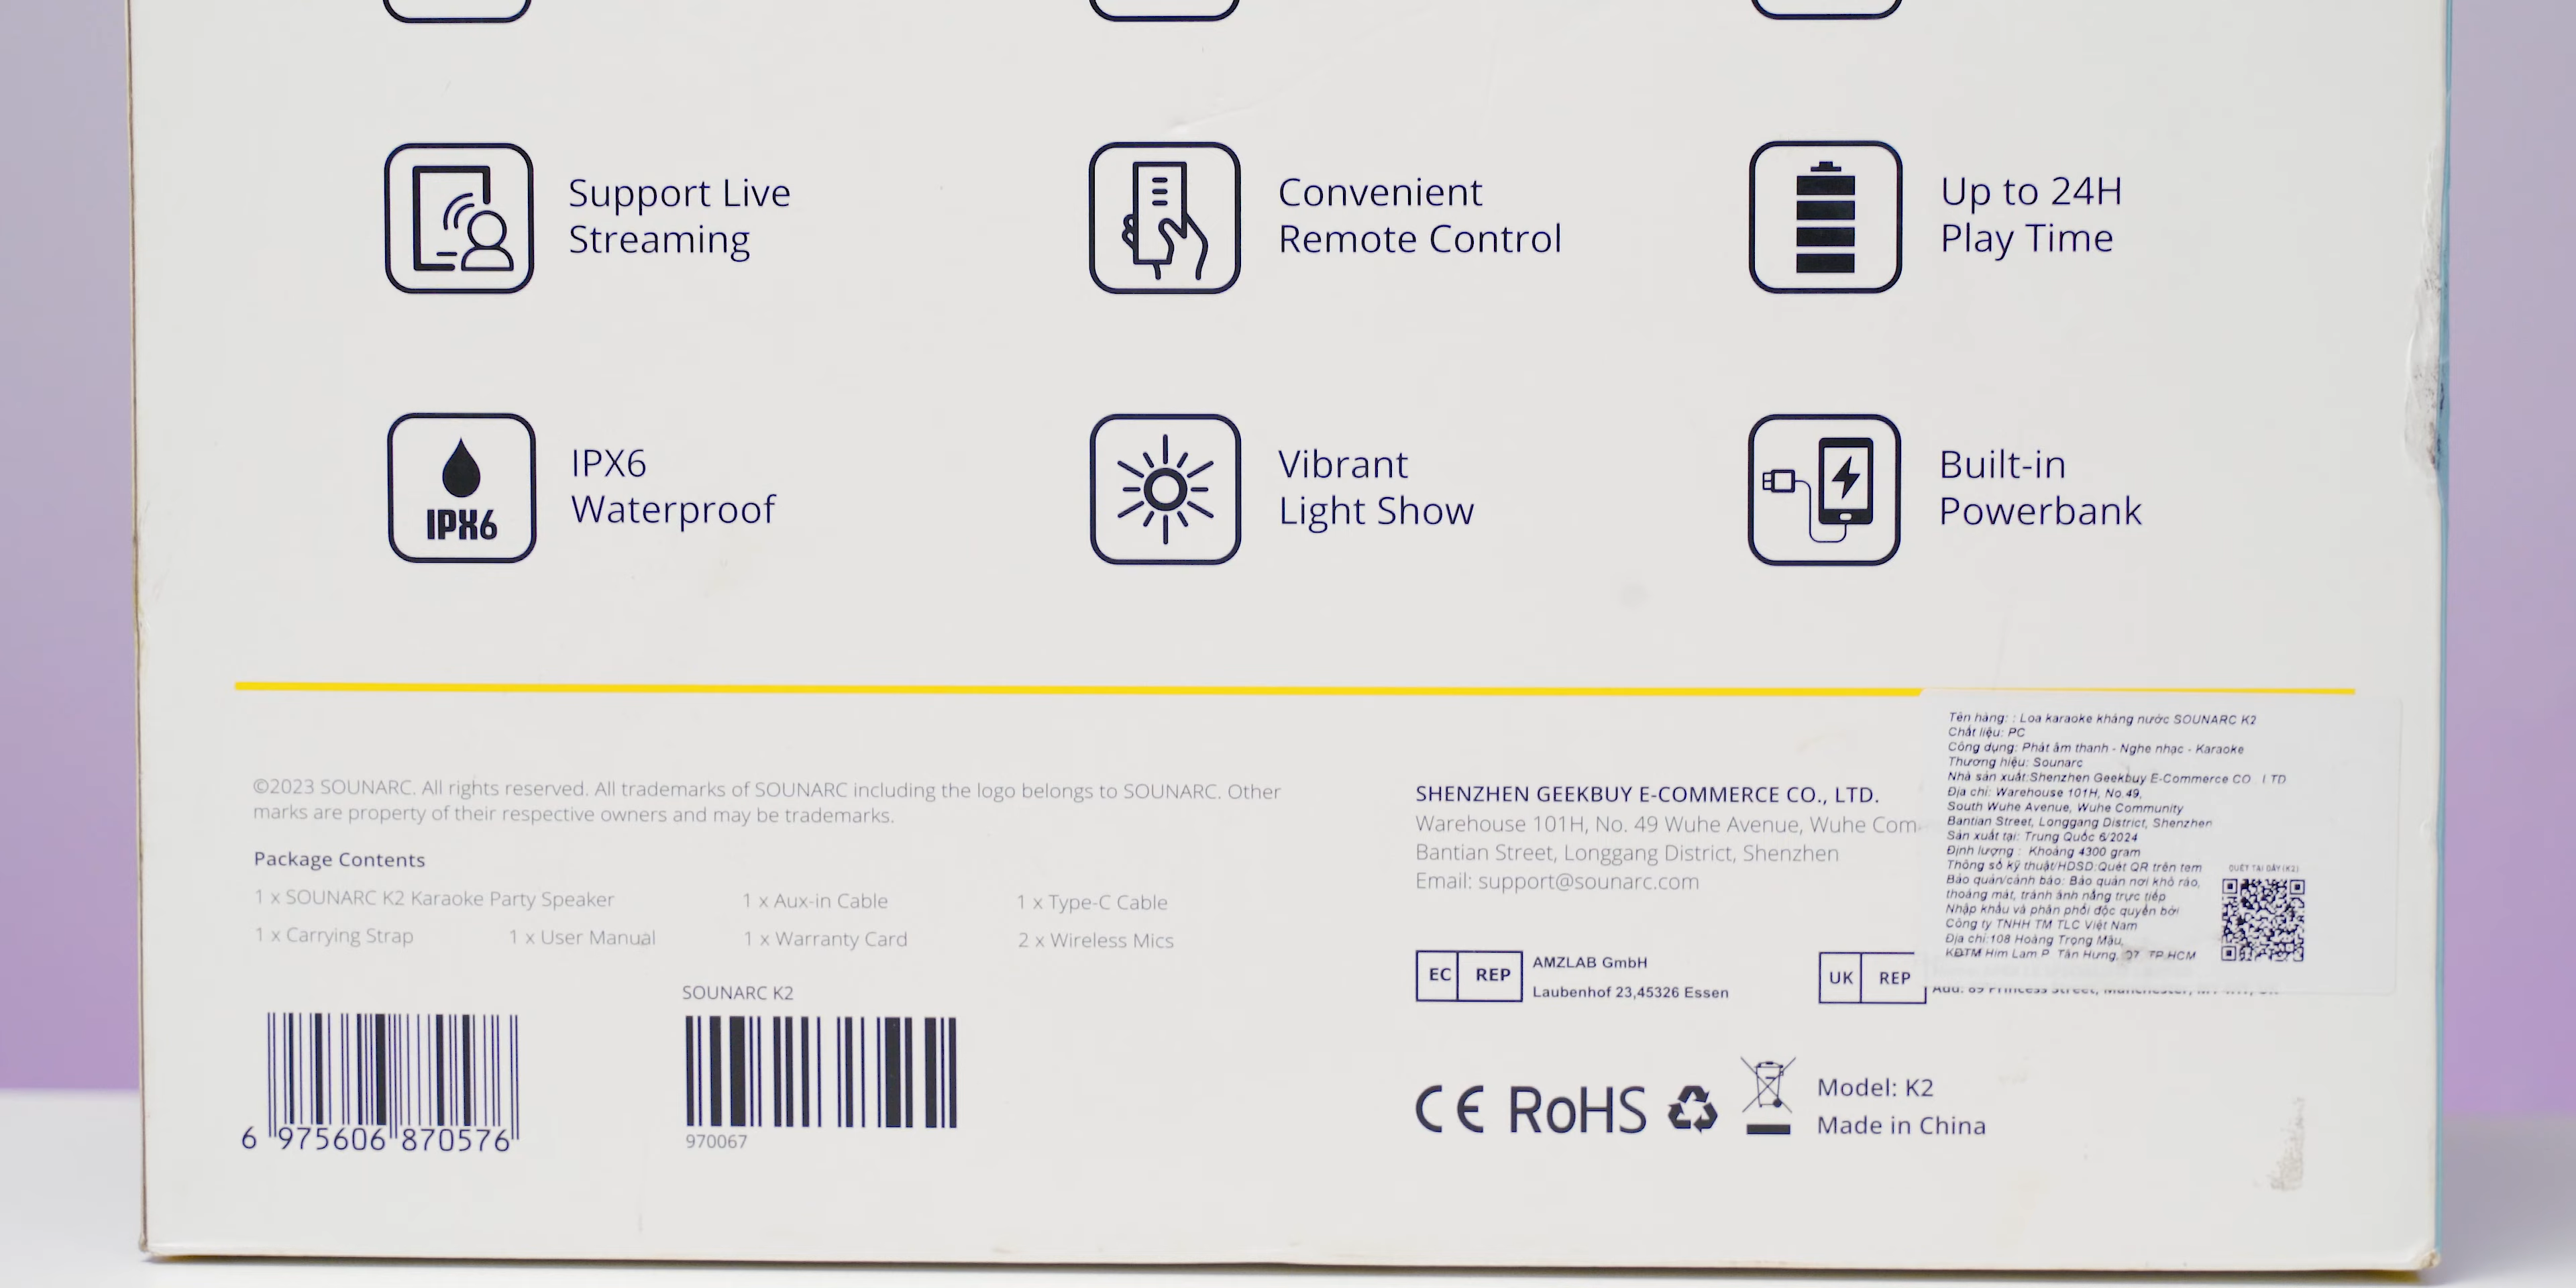 Support Live
Streaming
Convenient
Remote Control
Up to 24H
Play Time
IPX6
IPX6
Waterproof
Vibrant
Light Show
Built-in
Powerbank
©2023 SOUNARC. All rights reserved. All trademarks of SOUNARC including the logo belongs to SOUNARC. Other
marks are property of their respective owners and may be trademarks.
Package Contents
1 x SOUNARC K2 Karaoke Party Speaker
1 x Aux-in Cable
1 x Type-C Cable
1 x Carrying Strap
1 x User Manual
1 x Warranty Card
2 x Wireless Mics
6 975606 870576
SOUNARC K2
970067
SHENZHEN GEEKBUY E-COMMERCE CO., LTD.
Warehouse 101H, No. 49 Wuhe Avenue, Wuhe Com
Bantian Street, Longgang District, Shenzhen
Email: support@sounarc.com
EC REP
AMZLAB GmbH
Laubenhof 23,45326 Essen
UK REP
Tên hàng: : Loa karaoke kháng nước SOUNARC K2
Chất liệu: PC
Công dụng: Phát âm thanh - Nghe nhạc - Karaoke
Thương hiệu: Sounarc
Nhà sản xuất:Shenzhen Geekbuy E-Commerce CO LTD
Địa chỉ: Warehouse 101H, No.49,
South Wuhe Avenue, Wuhe Community
Bantian Street, Longgang District, Shenzhen
Sản xuất tại: Trung Quốc 6/2024
Định lượng : Khoảng 4300 gram
Thông số kỹ thuật/HDSD:Quét QR trên tem
Bảo quản/cảnh báo: Bảo quản nơi khô ráo,
thoáng mát, tránh ánh nắng trực tiếp
Nhập khẩu và phân phối độc quyền bởi
Công ty TNHH TM TLC Việt Nam
Địa chỉ:108 Hoàng Trọng Mậu,
KĐTM Him Lam P. Tân Hưng, Q7, TP.HCM
QUÉT TẠI ĐÂY (K2)
Add: 89 Princess Street, Manchester,
CE RoHS
Model: K2
Made in China